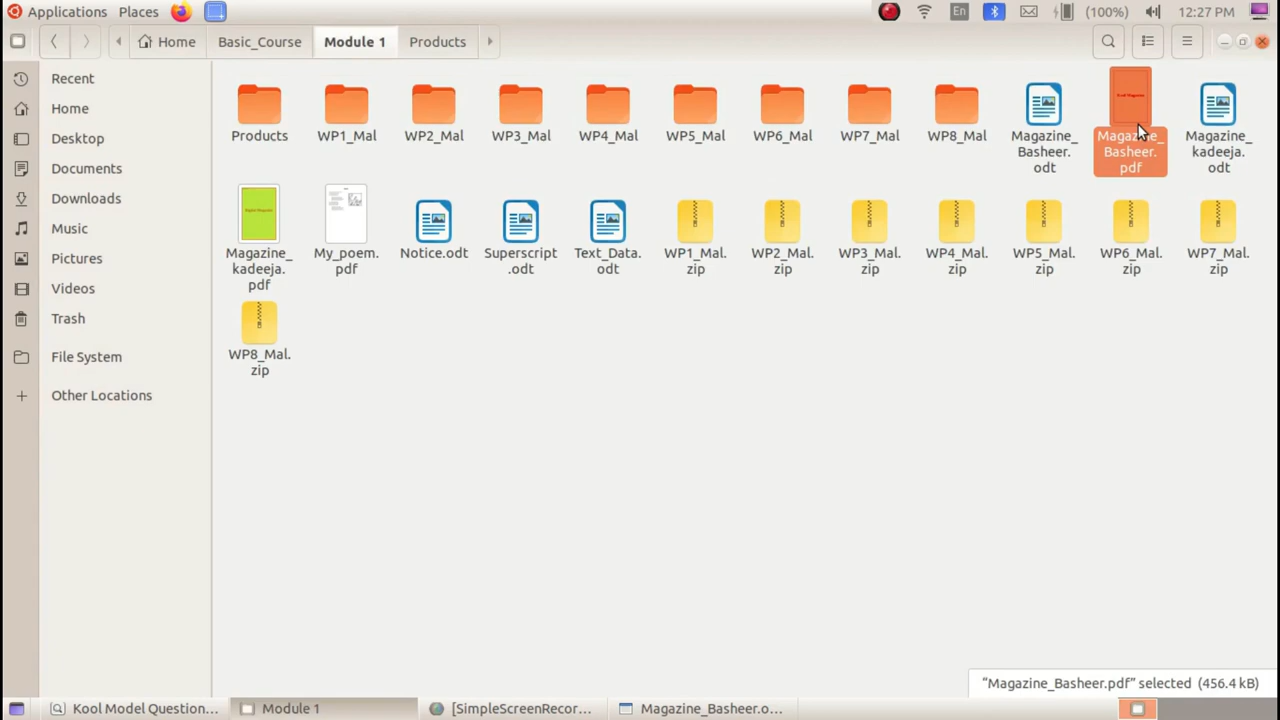 Applications Places En (100%) 12:27 PM
Home Basic_Course Module 1 Products
Recent
Home
Desktop
Documents
Downloads
Music
Pictures
Videos
Trash
File System
+ Other Locations
Products WP1_Mal WP2_Mal WP3_Mal WP4_Mal WP5_Mal WP6_Mal WP7_Mal WP8_Mal Magazine_ Magazine_ Magazine_
Basheer. Basheer. kadeeja.
odt pdf odt
Magazine_ My_poem. Notice.odt Superscript Text_Data. WP1_Mal. WP2_Mal. WP3_Mal. WP4_Mal. WP5_Mal. WP6_Mal. WP7_Mal.
kadeeja. pdf .odt odt zip zip zip zip zip zip zip
pdf
WP8_Mal.
zip
"Magazine_Basheer.pdf" selected (456.4 kB)
Kool Model Question... Module 1 [SimpleScreenRecor... Magazine_Basheer.o...